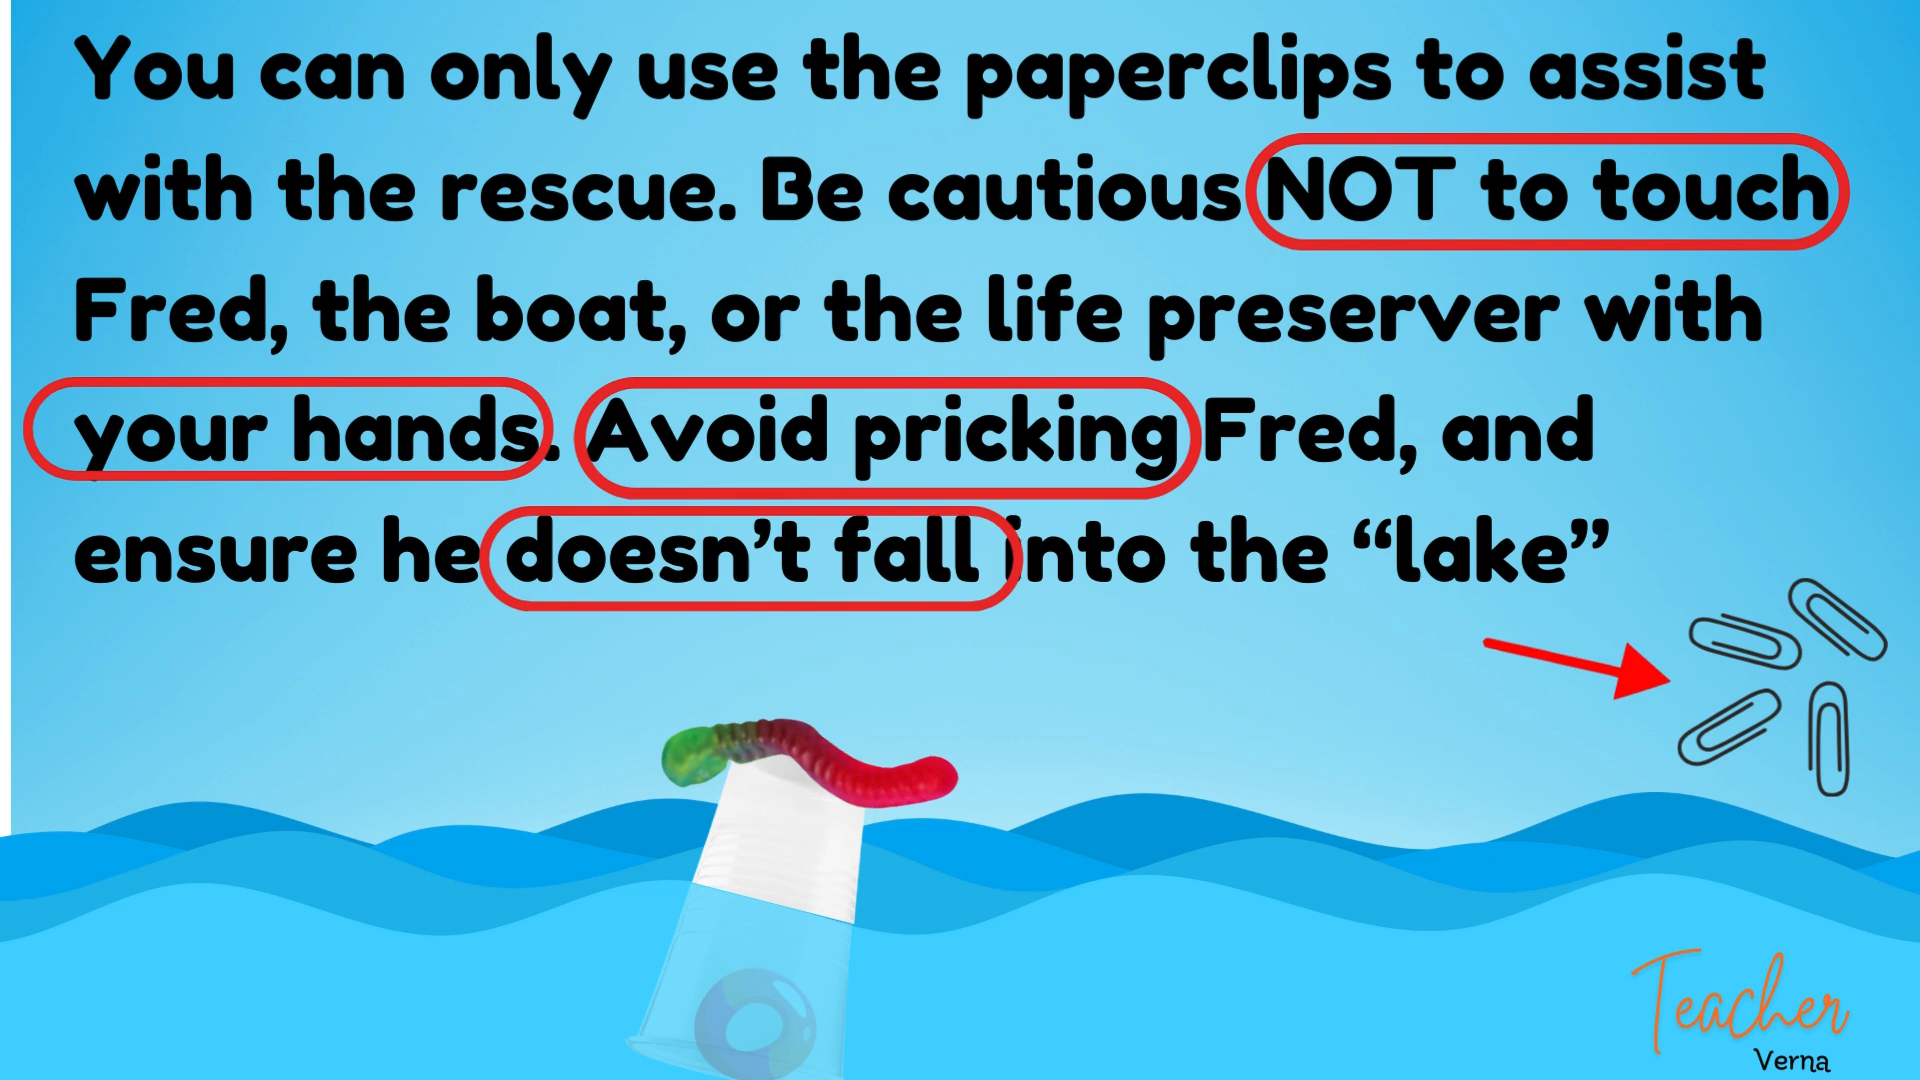 You can only use the paperclips to assist
with the rescue. Be cautious NOT to touch
Fred, the boat, or the life preserver with
your hands. Avoid pricking Fred, and
ensure he doesn’t fall into the “lake”
Teacher
Verna